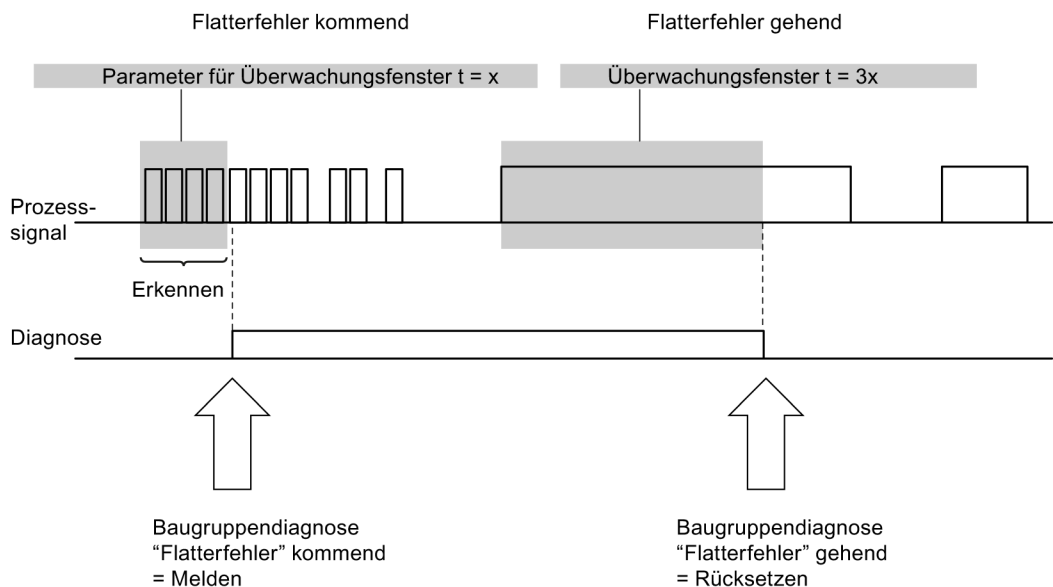 Flatterfehler kommend
Flatterfehler gehend
Parameter für Überwachungsfenster t = x
Überwachungsfenster t = 3x
Prozess-
signal
Erkennen
Diagnose
Baugruppendiagnose
“Flatterfehler” kommend
= Melden
Baugruppendiagnose
“Flatterfehler” gehend
= Rücksetzen